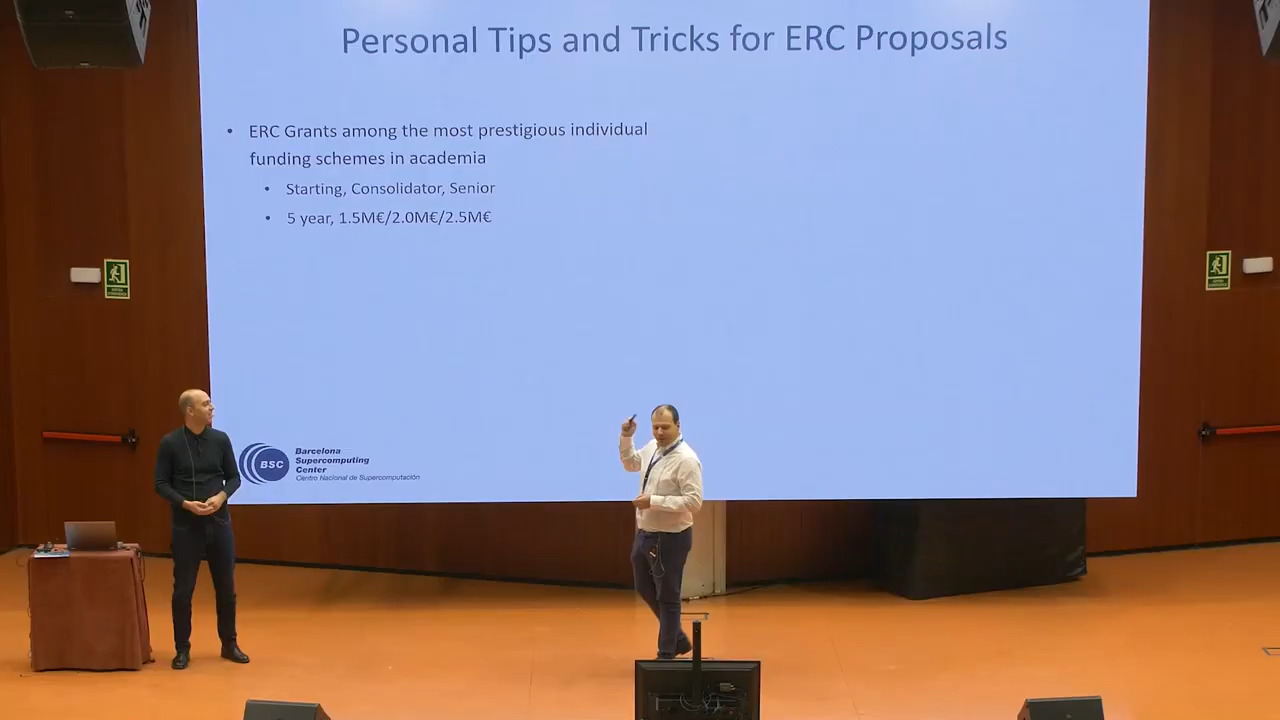 Personal Tips and Tricks for ERC Proposals
• ERC Grants among the most prestigious individual
funding schemes in academia
• Starting, Consolidator, Senior
• 5 year, 1.5M€/2.0M€/2.5M€
BSC
Barcelona
Supercomputing
Center
Centro Nacional de Supercomputación